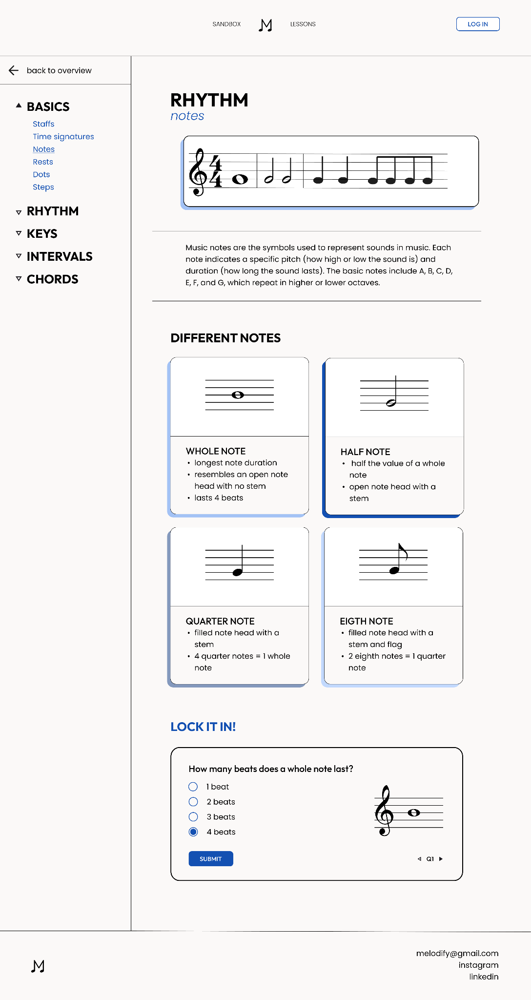 SANDBOX
M
LESSONS
LOG IN
back to overview
BASICS
Staffs
Time signatures
Notes
Rests
Dots
Steps
RHYTHM
KEYS
INTERVALS
CHORDS
RHYTHM
notes
4
4
Music notes are the symbols used to represent sounds in music. Each
note indicates a specific pitch (how high or low the sound is) and
duration (how long the sound lasts). The basic notes include A, B, C, D,
E, F, and G, which repeat in higher or lower octaves.
DIFFERENT NOTES
WHOLE NOTE
• longest note duration
• resembles an open note
head with no stem
• lasts 4 beats
HALF NOTE
• half the value of a whole
note
• open note head with a
stem
QUARTER NOTE
• filled note head with a
stem
• 4 quarter notes = 1 whole
note
EIGTH NOTE
• filled note head with a
stem and flag
• 2 eighth notes = 1 quarter
note
LOCK IT IN!
How many beats does a whole note last?
1 beat
2 beats
3 beats
4 beats
SUBMIT
Q1
M
melodify@gmail.com
instagram
linkedin